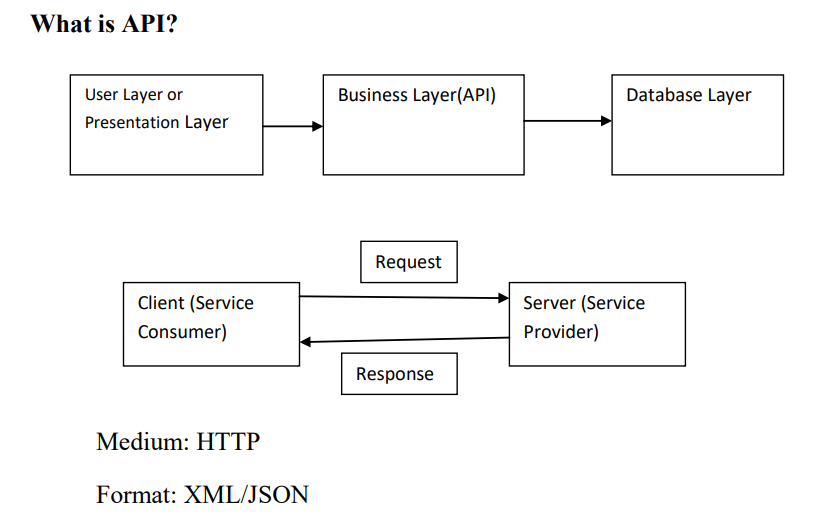 What is API?
User Layer or
Presentation Layer
Business Layer(API)
Database Layer
Request
Client (Service
Consumer)
Server (Service
Provider)
Response
Medium: HTTP
Format: XML/JSON